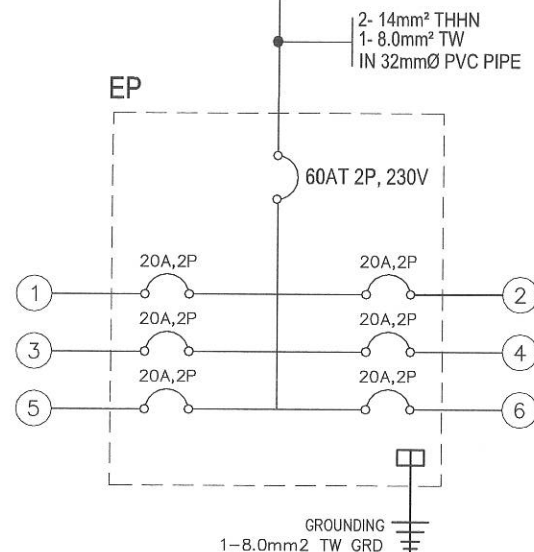 2- 14mm² THHN
1- 8.0mm² TW
IN 32mmØ PVC PIPE
EP
60AT 2P, 230V
20A,2P
20A,2P
1
2
20A,2P
20A,2P
3
4
20A,2P
20A,2P
5
6
GROUNDING
1-8.0mm2 TW GRD